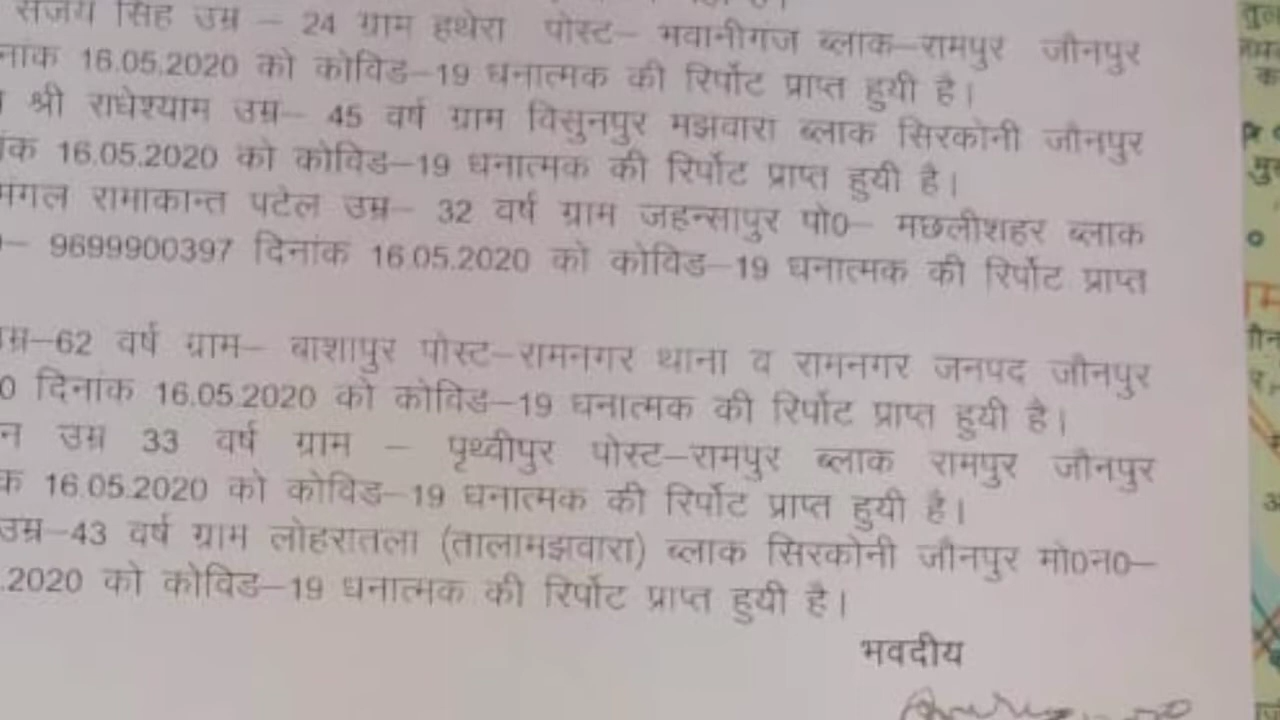 संजय सिंह उम्र – 24 ग्राम हथेरा पोस्ट– भवानीगंज ब्लाक–रामपुर जौनपुर
नांक 16.05.2020 को कोविड–19 धनात्मक की रिर्पोट प्राप्त हुयी है।
श्री राधेश्याम उम्र– 45 वर्ष ग्राम विसुनपुर मझवारा ब्लाक सिरकोनी जौनपुर
ांक 16.05.2020 को कोविड–19 धनात्मक की रिर्पोट प्राप्त हुयी है।
मंगल रामाकान्त पटेल उम्र– 32 वर्ष ग्राम जहन्सापुर पो0– मछलीशहर ब्लाक
– 9699900397 दिनांक 16.05.2020 को कोविड–19 धनात्मक की रिर्पोट प्राप्त
म्र–62 वर्ष ग्राम– बाशापुर पोस्ट–रामनगर थाना व रामनगर जनपद जौनपुर
0 दिनांक 16.05.2020 को कोविड–19 धनात्मक की रिर्पोट प्राप्त हुयी है।
न उम्र 33 वर्ष ग्राम – पृथ्वीपुर पोस्ट–रामपुर ब्लाक रामपुर जौनपुर
क 16.05.2020 को कोविड–19 धनात्मक की रिर्पोट प्राप्त हुयी है।
उम्र–43 वर्ष ग्राम लोहरातला (तालामझवारा) ब्लाक सिरकोनी जौनपुर मो0न0–
.2020 को कोविड–19 धनात्मक की रिर्पोट प्राप्त हुयी है।
भवदीय